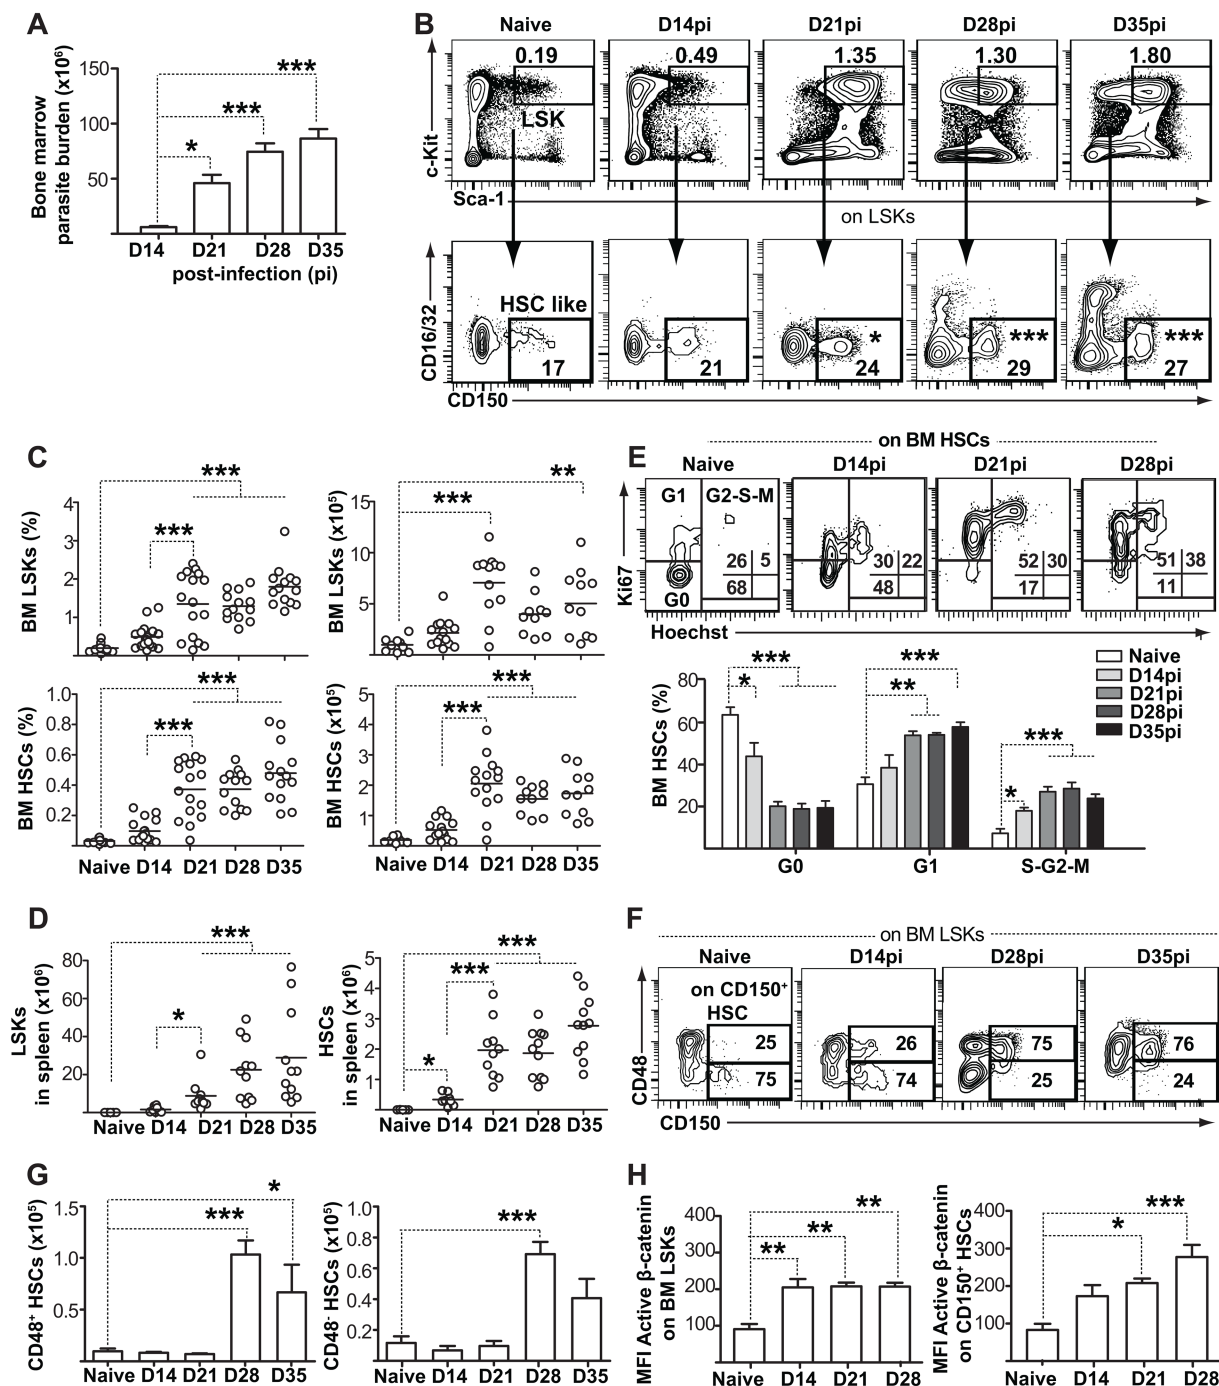 A
Bone marrow
parasite burden (x10⁶)
150
100
50
*
***
***
D14 D21 D28 D35
post-infection (pi)
B
Naive D14pi D21pi D28pi D35pi
0.19 0.49 1.35 1.30 1.80
LSK
c-Kit
Sca-1
on LSKs
HSC like
* *** ***
17 21 24 29 27
CD16/32
CD150
C
BM LSKs (%)
4
3
2
1
***
***
BM LSKs (x10⁵)
15
10
5
***
**
BM HSCs (%)
1.0
0.8
0.6
0.4
0.2
***
***
Naive D14 D21 D28 D35
BM HSCs (x10⁵)
5
4
3
2
1
***
***
Naive D14 D21 D28 D35
D
LSKs
in spleen (x10⁶)
80
60
40
20
***
*
Naive D14 D21 D28 D35
HSCs
in spleen (x10⁶)
5
4
3
2
1
***
***
*
Naive D14 D21 D28 D35
E
on BM HSCs
Naive D14pi D21pi D28pi
G1 G2-S-M
G0
26 5
68
30 22
48
52 30
17
51 38
11
Ki67
Hoechst
BM HSCs (%)
80
60
40
20
***
*
***
**
***
*
Naive
D14pi
D21pi
D28pi
D35pi
G0 G1 S-G2-M
F
on BM LSKs
Naive D14pi D28pi D35pi
on CD150⁺
HSC
25 26 75 76
75 74 25 24
CD48
CD150
G
CD48⁺ HSCs (x10⁵)
1.5
1.0
0.5
*
***
Naive D14 D21 D28 D35
CD48⁻ HSCs (x10⁵)
1.0
0.8
0.6
0.4
0.2
***
Naive D14 D21 D28 D35
H
MFI Active β-catenin
on BM LSKs
400
300
200
100
**
**
**
Naive D14 D21 D28
MFI Active β-catenin
on CD150⁺ HSCs
400
300
200
100
***
*
Naive D14 D21 D28